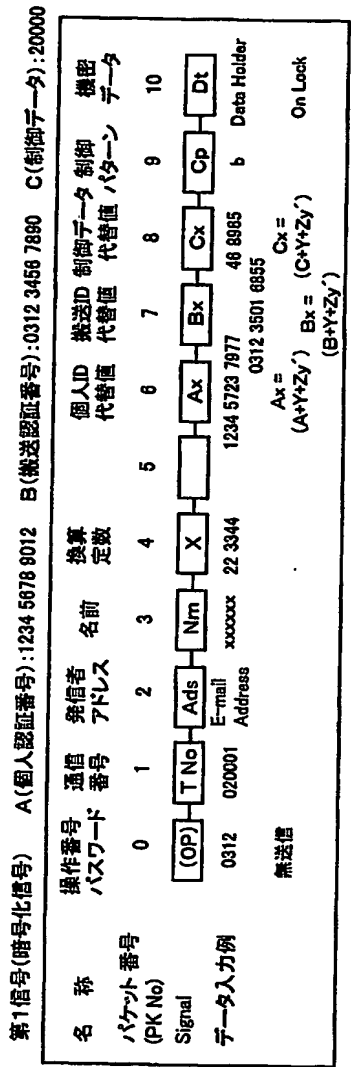 第1信号(暗号化信号) A(個人認証番号):1234 5678 9012 B(搬送認証番号):0312 3456 7890 C(制御データ):20000
名 称 操作番号 パスワード 通信 番号 発信者 アドレス 名前 換算 定数 個人ID 代替値 搬送ID 代替値 制御データ 代替値 制御 パターン 機密 データ
パケット番号 (PK No) 0 1 2 3 4 5 6 7 8 9 10
Signal (OP) T No Ads Nm X Ax Bx Cx Cp Dt
データ入力例 0312 020001 E-mail Address xxxxxx 22 3344 1234 5723 7977 0312 3501 6855 46 8985 b Data Holder
無送信 Ax = (A+Y+Zy´) Bx = (B+Y+Zy´) Cx = (C+Y+Zy´) On Lock